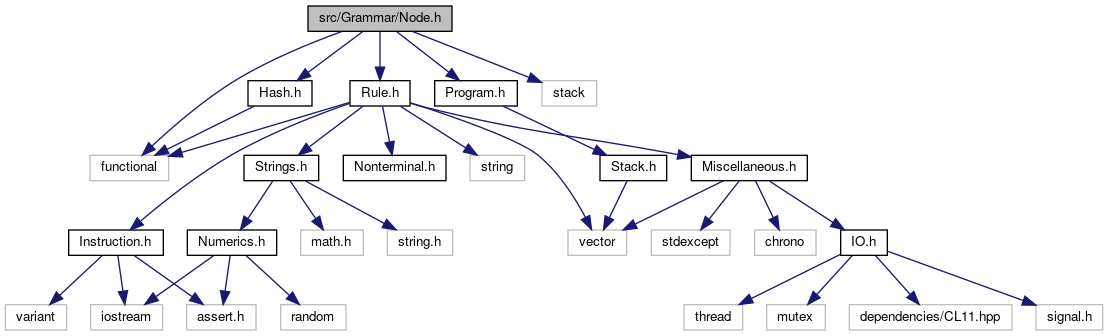 src/Grammar/Node.h
Hash.h
Rule.h
Program.h
stack
functional
Strings.h
Nonterminal.h
string
Stack.h
Miscellaneous.h
Instruction.h
Numerics.h
math.h
string.h
vector
stdexcept
chrono
IO.h
variant
iostream
assert.h
random
thread
mutex
dependencies/CL11.hpp
signal.h